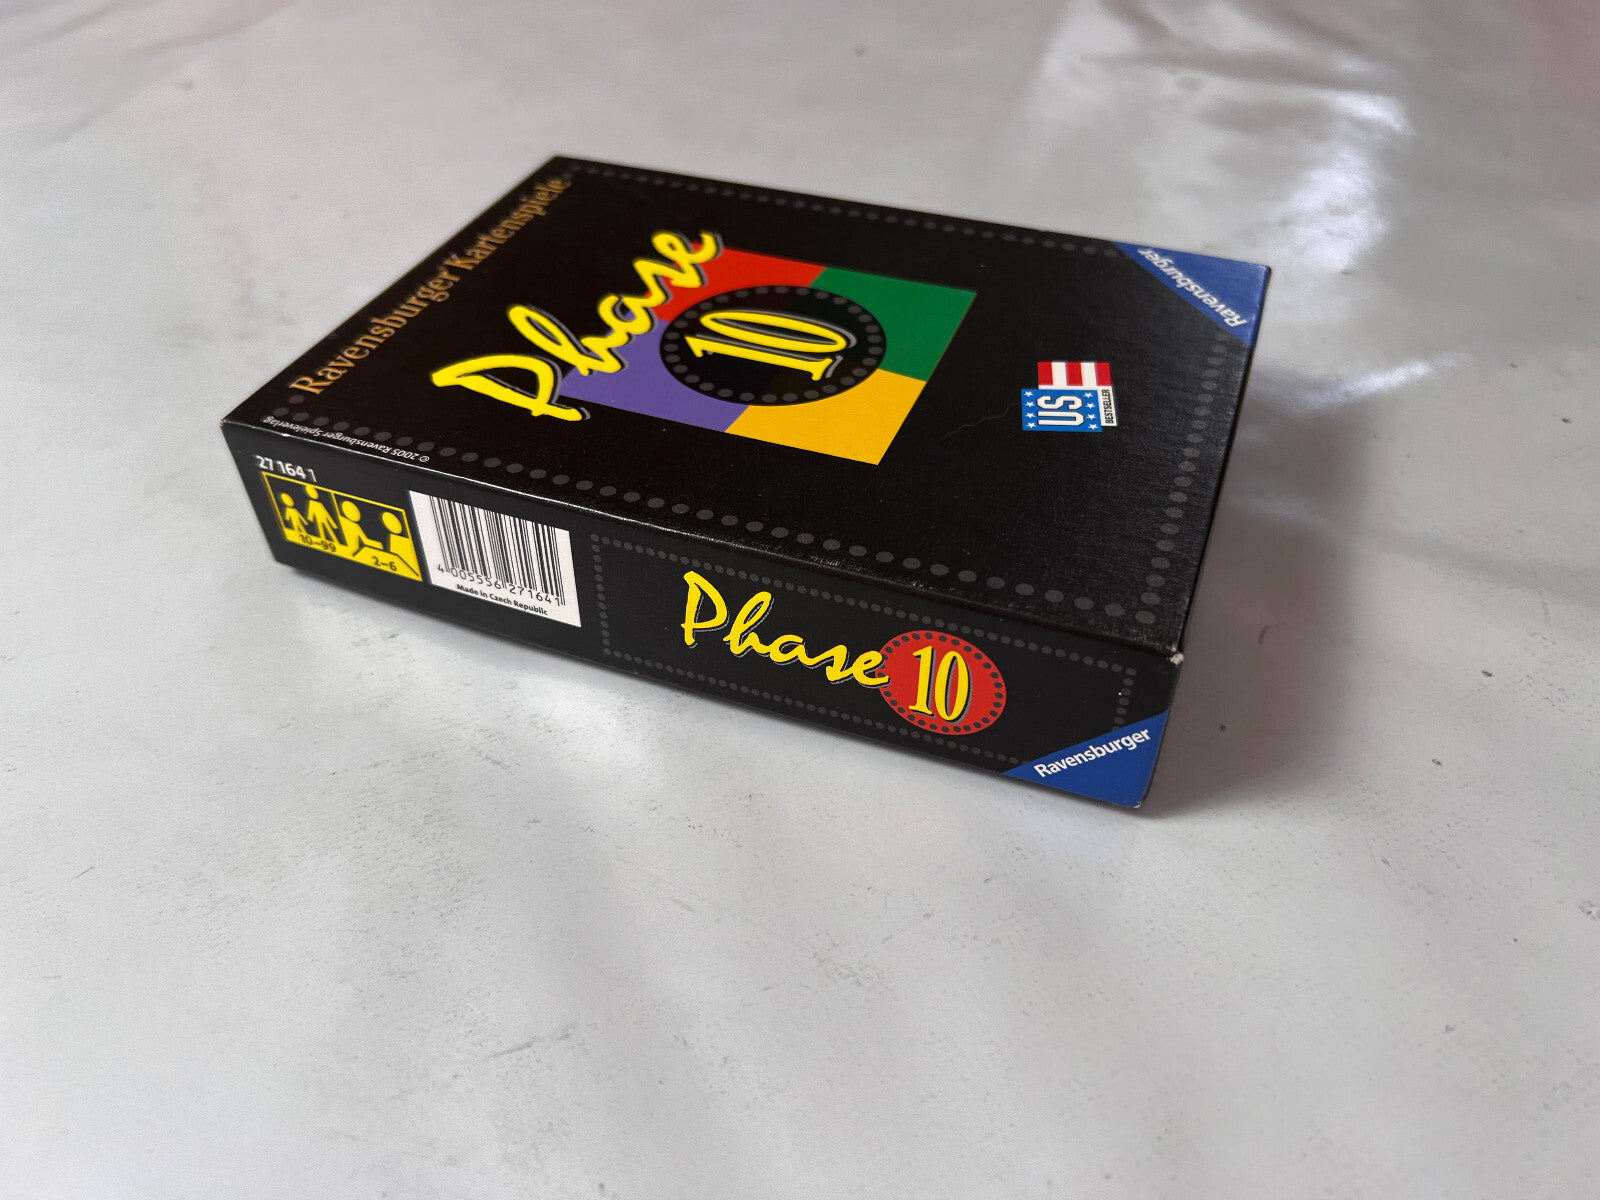 Ravensburger Kartenspiele
Phase
10
Ravensburger
US
BESTSELLER
© 2005 Ravensburger Spieleverlag
27 164 1
10–99
2–6
4 005556 271641
Made in Czech Republic
Phase 10
Ravensburger